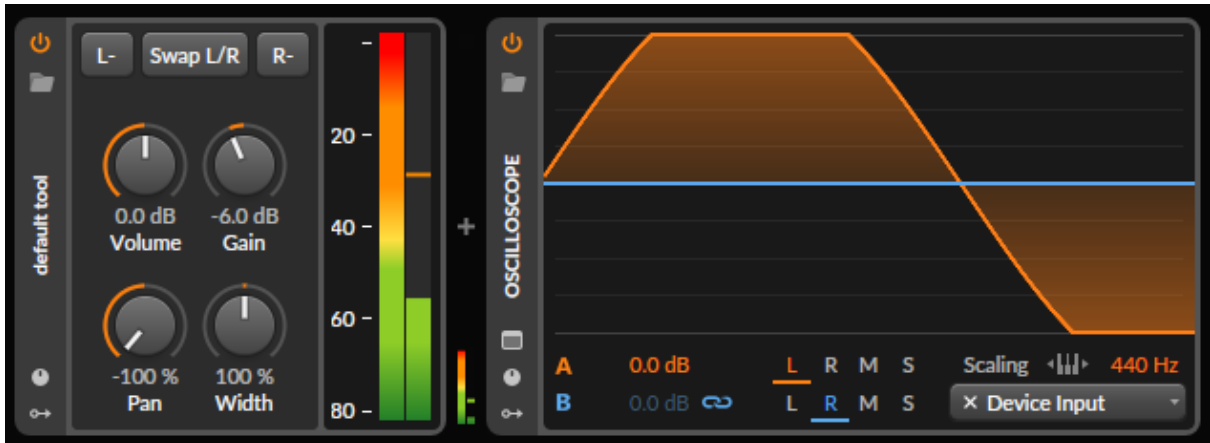 L-
Swap L/R
R-
0.0 dB
-6.0 dB
Volume
Gain
-100 %
100 %
Pan
Width
default tool
20
40
60
80
+
OSCILLOSCOPE
A 0.0 dB L R M S Scaling 440 Hz
B 0.0 dB L R M S × Device Input